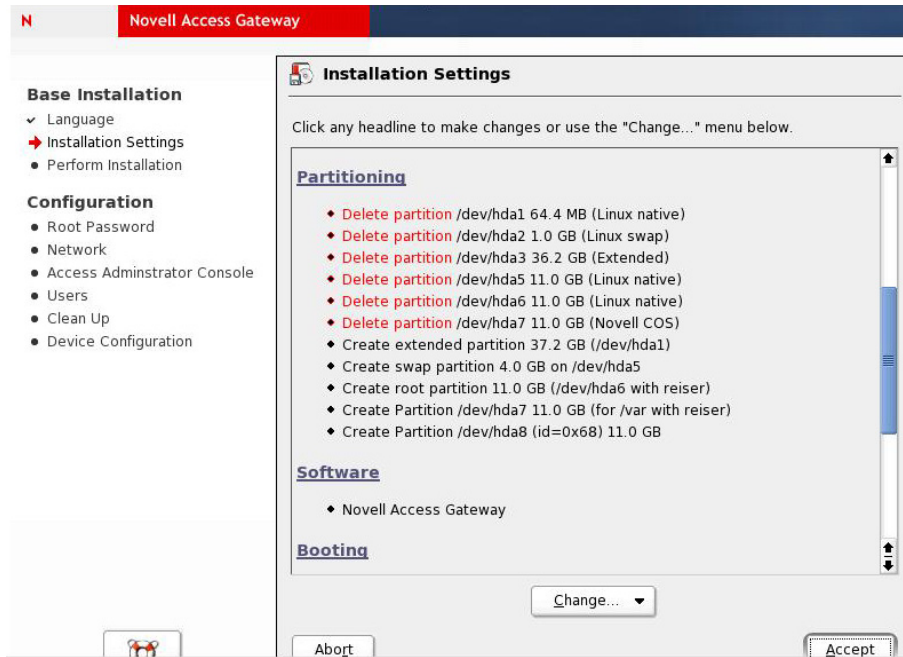 N Novell Access Gateway
Base Installation
Language
Installation Settings
Perform Installation
Configuration
Root Password
Network
Access Adminstrator Console
Users
Clean Up
Device Configuration
Installation Settings
Click any headline to make changes or use the "Change..." menu below.
Partitioning
Delete partition /dev/hda1 64.4 MB (Linux native)
Delete partition /dev/hda2 1.0 GB (Linux swap)
Delete partition /dev/hda3 36.2 GB (Extended)
Delete partition /dev/hda5 11.0 GB (Linux native)
Delete partition /dev/hda6 11.0 GB (Linux native)
Delete partition /dev/hda7 11.0 GB (Novell COS)
Create extended partition 37.2 GB (/dev/hda1)
Create swap partition 4.0 GB on /dev/hda5
Create root partition 11.0 GB (/dev/hda6 with reiser)
Create Partition /dev/hda7 11.0 GB (for /var with reiser)
Create Partition /dev/hda8 (id=0x68) 11.0 GB
Software
Novell Access Gateway
Booting
Change...
Abort
Accept